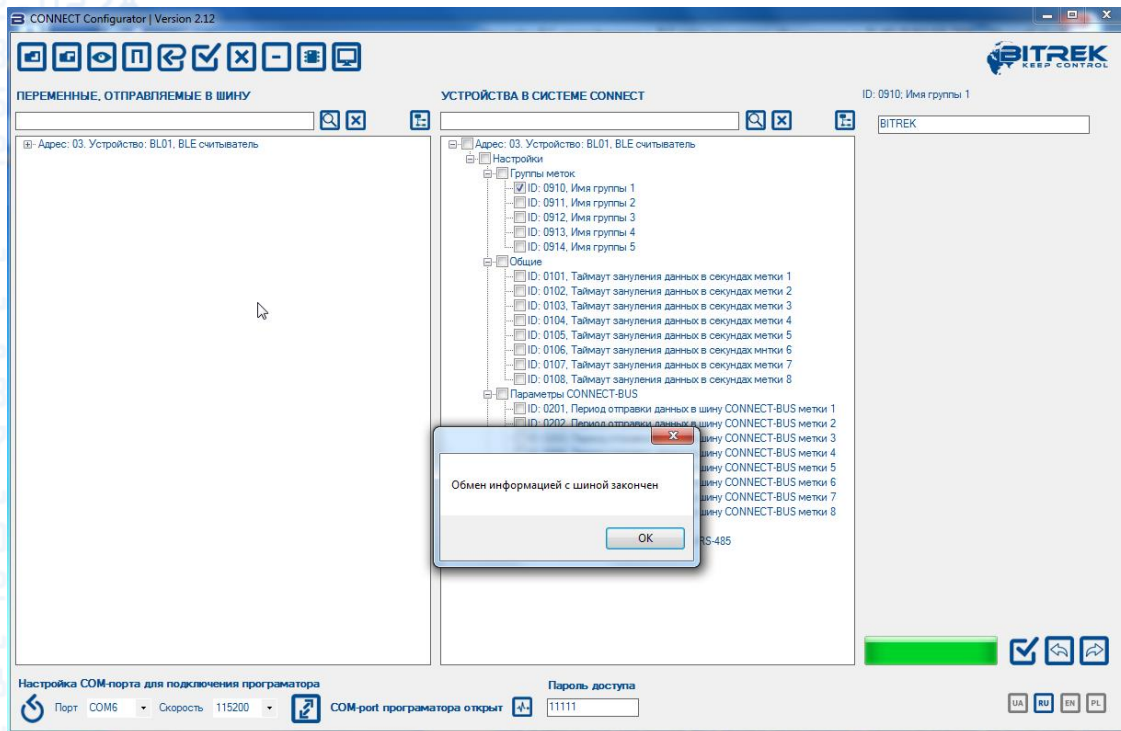 CONNECT Configurator | Version 2.12
BITREK
KEEP CONTROL
ПЕРЕМЕННЫЕ, ОТПРАВЛЯЕМЫЕ В ШИНУ
Адрес: 03. Устройство: BL01, BLE считыватель
УСТРОЙСТВА В СИСТЕМЕ CONNECT
Адрес: 03. Устройство: BL01, BLE считыватель
Настройки
Группы меток
ID: 0910, Имя группы 1
ID: 0911, Имя группы 2
ID: 0912, Имя группы 3
ID: 0913, Имя группы 4
ID: 0914, Имя группы 5
Общие
ID: 0101, Таймаут зануления данных в секундах метки 1
ID: 0102, Таймаут зануления данных в секундах метки 2
ID: 0103, Таймаут зануления данных в секундах метки 3
ID: 0104, Таймаут зануления данных в секундах метки 4
ID: 0105, Таймаут зануления данных в секундах метки 5
ID: 0106, Таймаут зануления данных в секундах мнтки 6
ID: 0107, Таймаут зануления данных в секундах метки 7
ID: 0108, Таймаут зануления данных в секундах метки 8
Параметры CONNECT-BUS
ID: 0201, Период отправки данных в шину CONNECT-BUS метки 1
ID: 0202, Период отправки данных в шину CONNECT-BUS метки 2
шину CONNECT-BUS метки 3
шину CONNECT-BUS метки 4
шину CONNECT-BUS метки 5
шину CONNECT-BUS метки 6
шину CONNECT-BUS метки 7
шину CONNECT-BUS метки 8
RS-485
Обмен информацией с шиной закончен
OK
ID: 0910; Имя группы 1
BITREK
Настройка COM-порта для подключения програматора
Порт COM6 Скорость 115200 COM-port програматора открыт
Пароль доступа
11111
UA RU EN PL